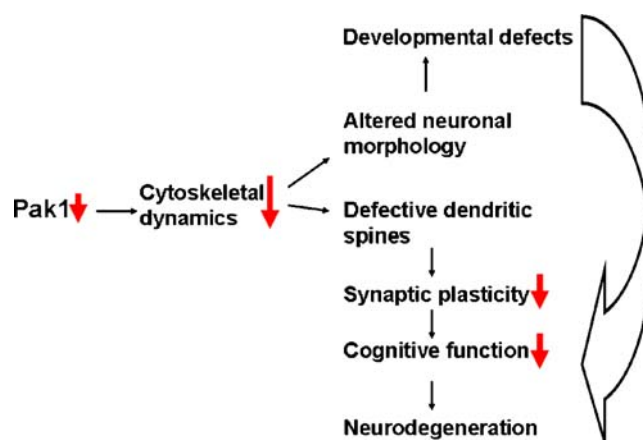 Developmental defects
Altered neuronal
morphology
Pak1
Cytoskeletal
dynamics
Defective dendritic
spines
Synaptic plasticity
Cognitive function
Neurodegeneration